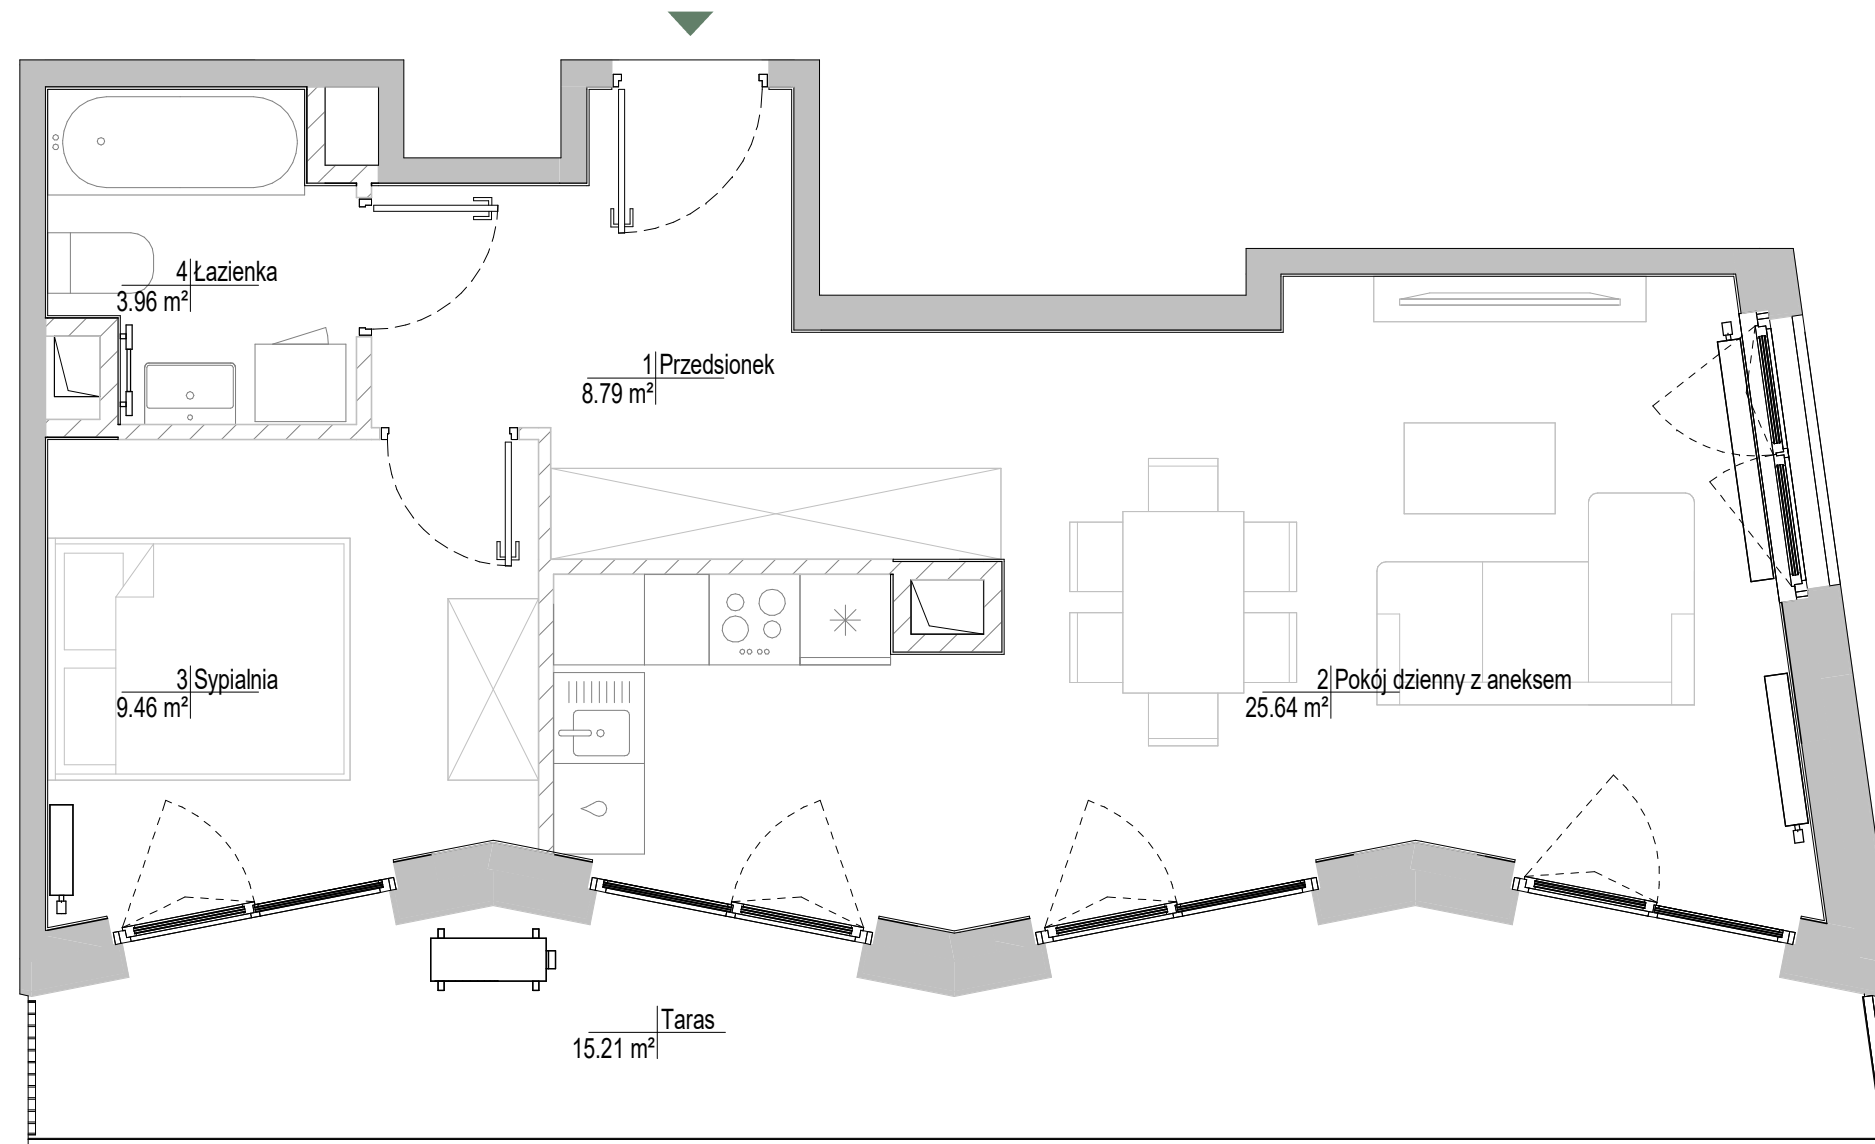 4 Łazienka
3.96 m²
1 Przedsionek
8.79 m²
3 Sypialnia
9.46 m²
2 Pokój dzienny z aneksem
25.64 m²
Taras
15.21 m²